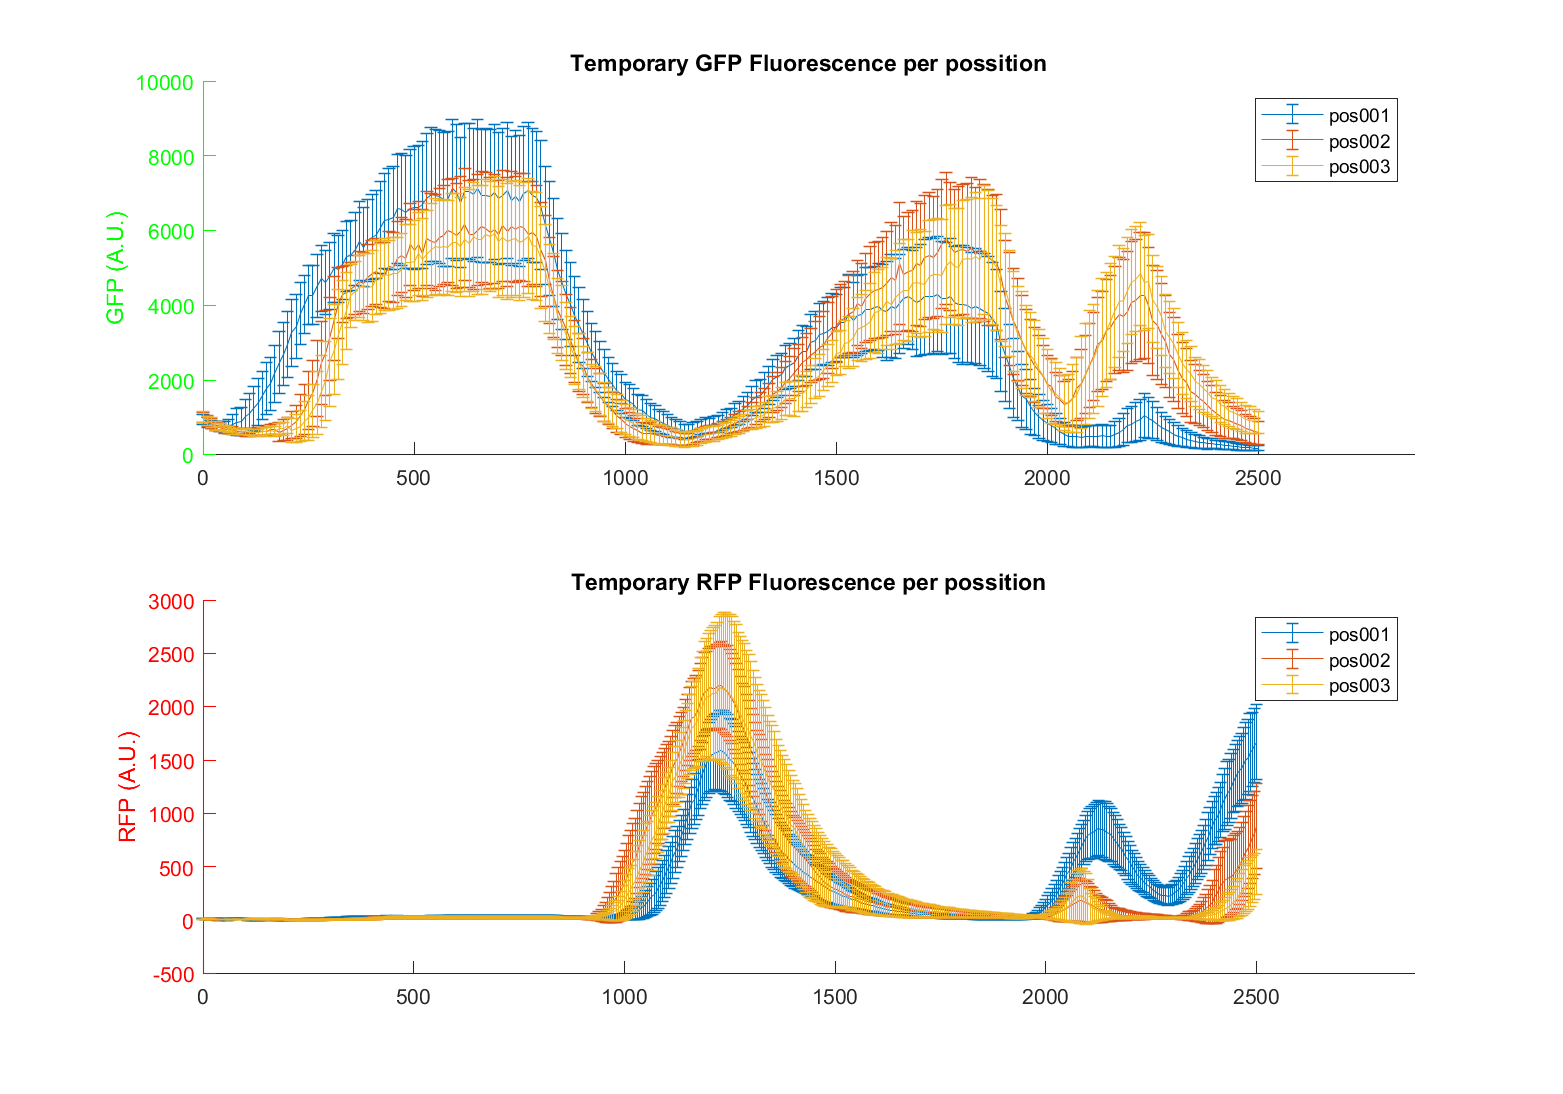 Temporary GFP Fluorescence per possition
10000
8000
6000
4000
2000
0
GFP (A.U.)
0 500 1000 1500 2000 2500
pos001
pos002
pos003
Temporary RFP Fluorescence per possition
3000
2500
2000
1500
1000
500
0
-500
RFP (A.U.)
0 500 1000 1500 2000 2500
pos001
pos002
pos003